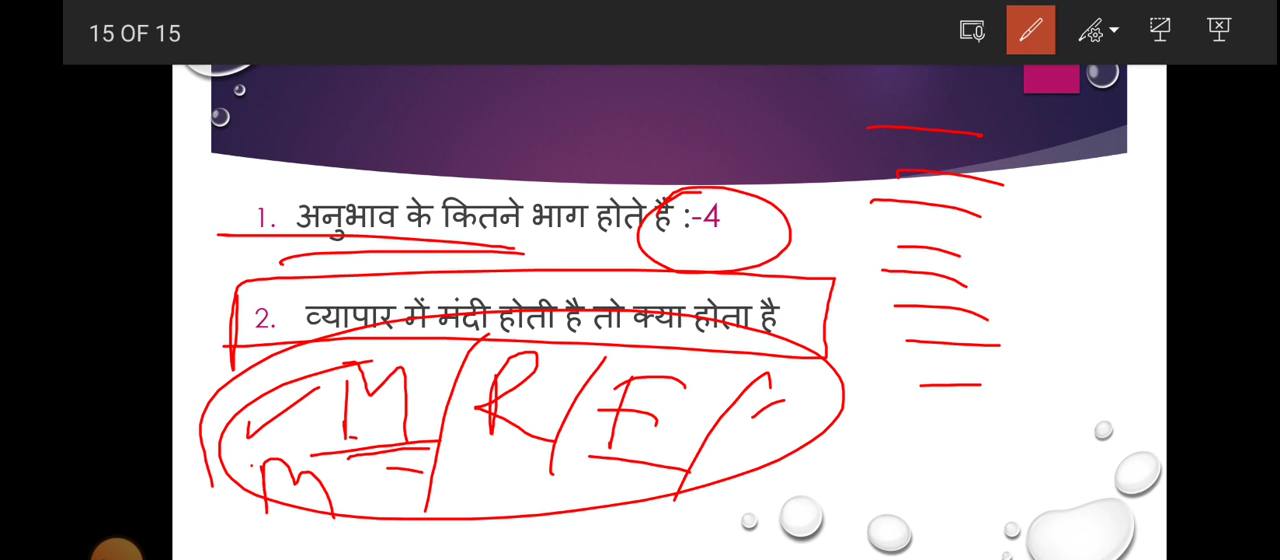 15 OF 15
1. अनुभाव के कितने भाग होते है :-4
2. व्यापार में मंदी होती है तो क्या होता है
M / R / F /
m